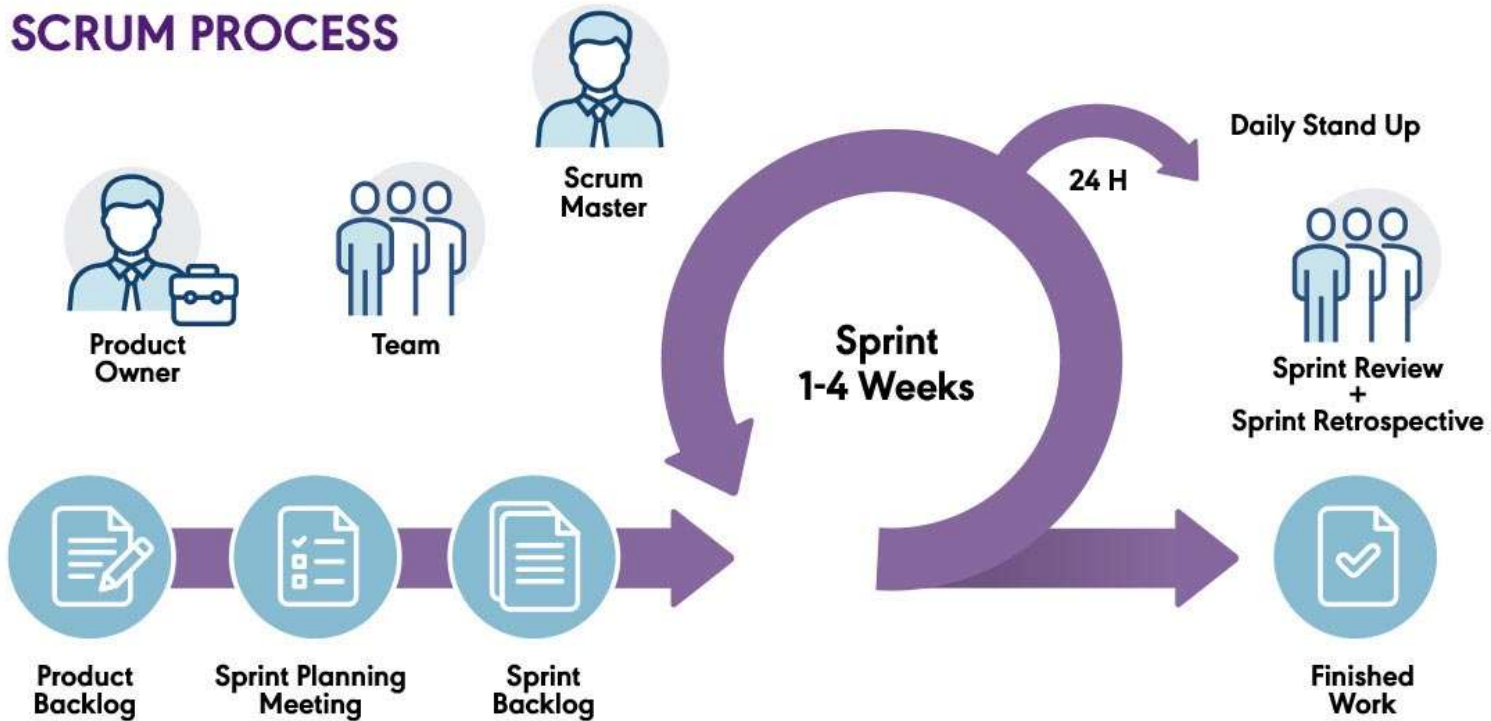 SCRUM PROCESS
Scrum
Master
Product
Owner
Team
Daily Stand Up
24 H
Sprint
1-4 Weeks
Sprint Review
+
Sprint Retrospective
Product
Backlog
Sprint Planning
Meeting
Sprint
Backlog
Finished
Work